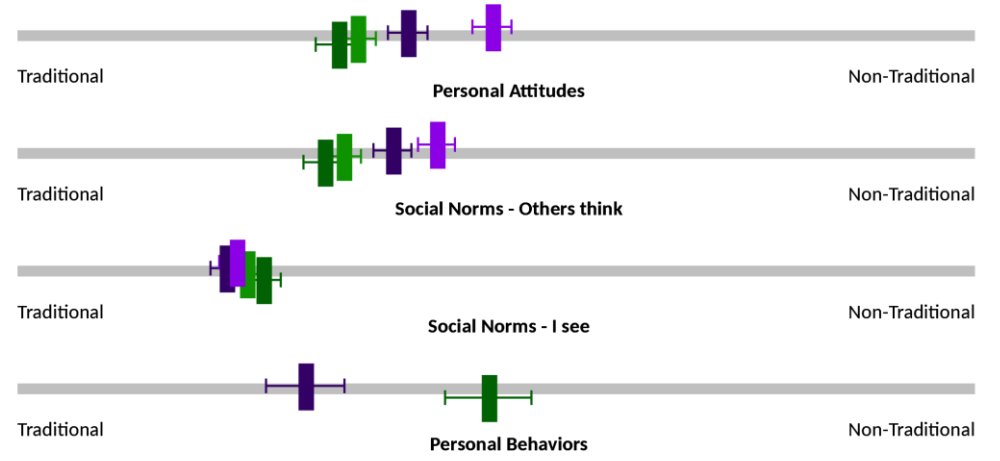 Traditional
Non-Traditional
Personal Attitudes
Traditional
Non-Traditional
Social Norms - Others think
Traditional
Non-Traditional
Social Norms - I see
Traditional
Non-Traditional
Personal Behaviors